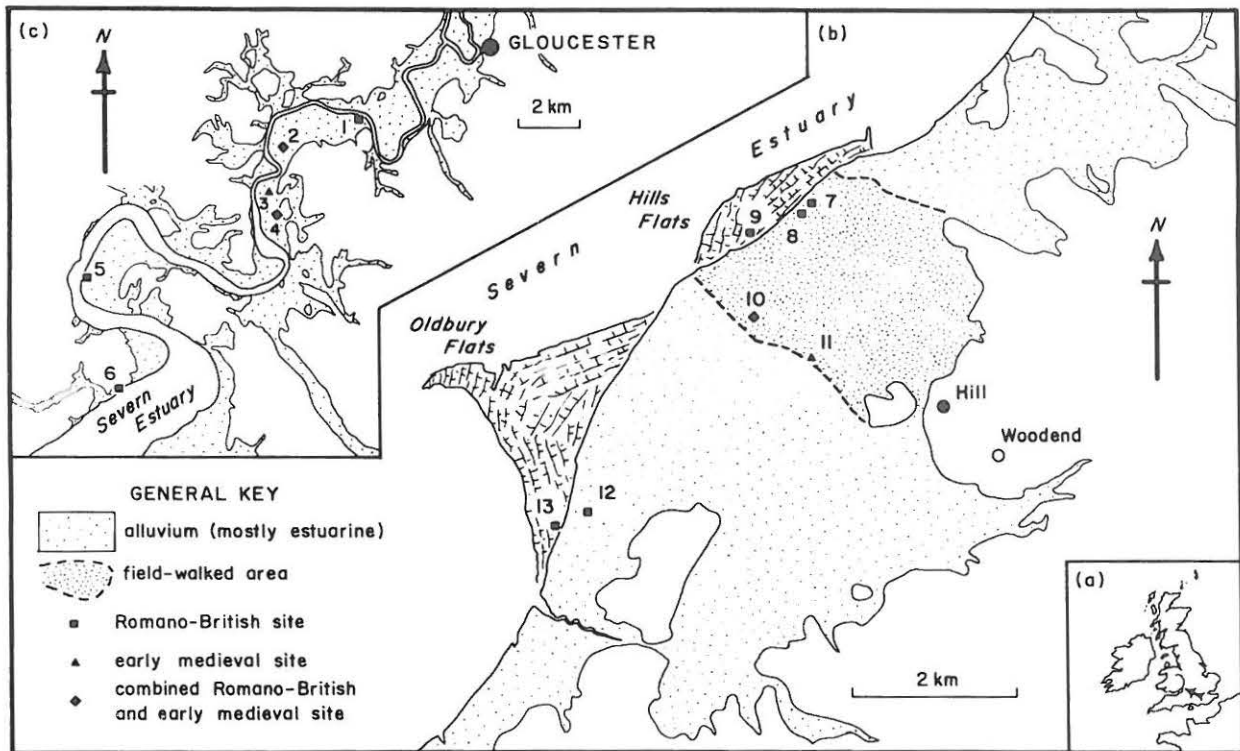 (c)
N
GLOUCESTER
2 km
1
2
3
4
5
6
Severn
Estuary
(b)
Severn
Estuary
Hills
Flats
Oldbury
Flats
N
7
8
9
10
11
12
13
Hill
Woodend
2 km
(a)
GENERAL KEY
alluvium (mostly estuarine)
field-walked area
Romano-British site
early medieval site
combined Romano-British
and early medieval site